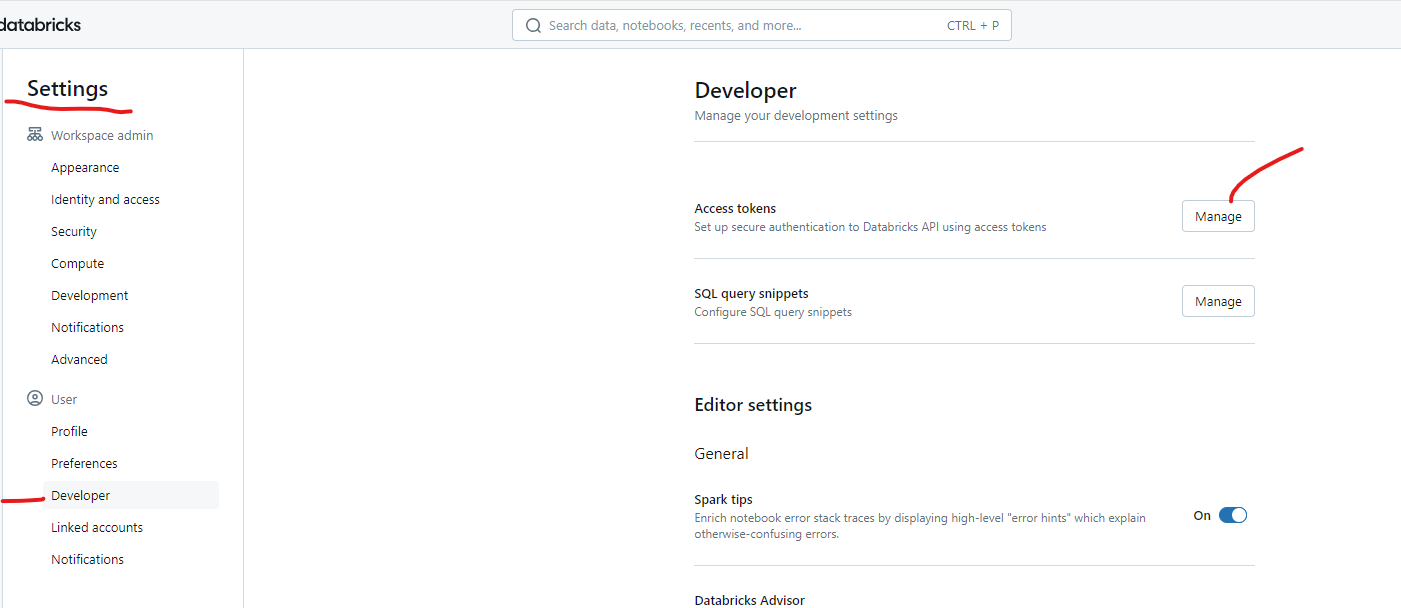 databricks
Search data, notebooks, recents, and more... CTRL + P
Settings
Workspace admin
Appearance
Identity and access
Security
Compute
Development
Notifications
Advanced
User
Profile
Preferences
Developer
Linked accounts
Notifications
Developer
Manage your development settings
Access tokens
Set up secure authentication to Databricks API using access tokens
Manage
SQL query snippets
Configure SQL query snippets
Manage
Editor settings
General
Spark tips
Enrich notebook error stack traces by displaying high-level "error hints" which explain
otherwise-confusing errors.
On
Databricks Advisor